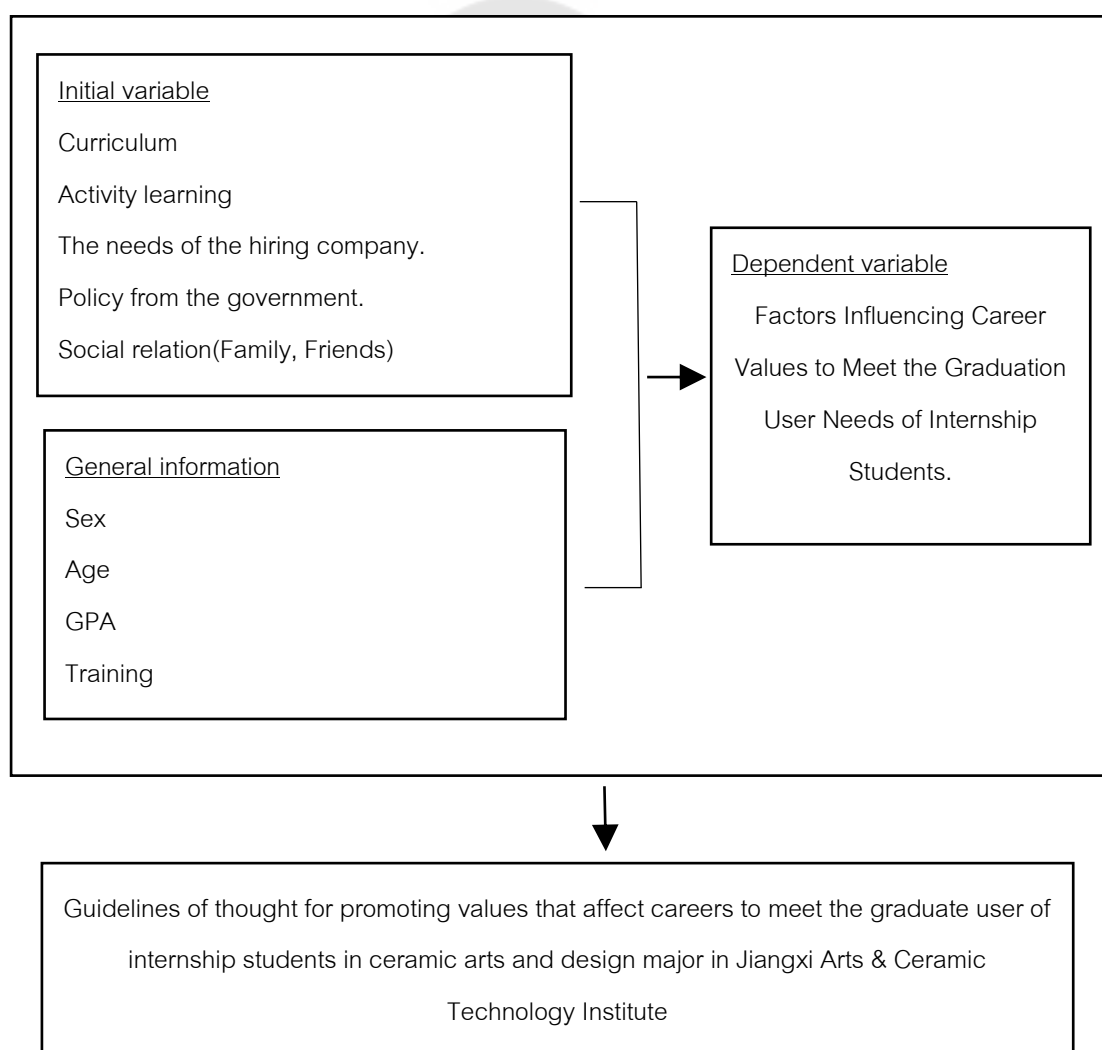 Initial variable
Curriculum
Activity learning
The needs of the hiring company.
Policy from the government.
Social relation(Family, Friends)
General information
Sex
Age
GPA
Training
Dependent variable
Factors Influencing Career
Values to Meet the Graduation
User Needs of Internship
Students.
Guidelines of thought for promoting values that affect careers to meet the graduate user of
internship students in ceramic arts and design major in Jiangxi Arts & Ceramic
Technology Institute